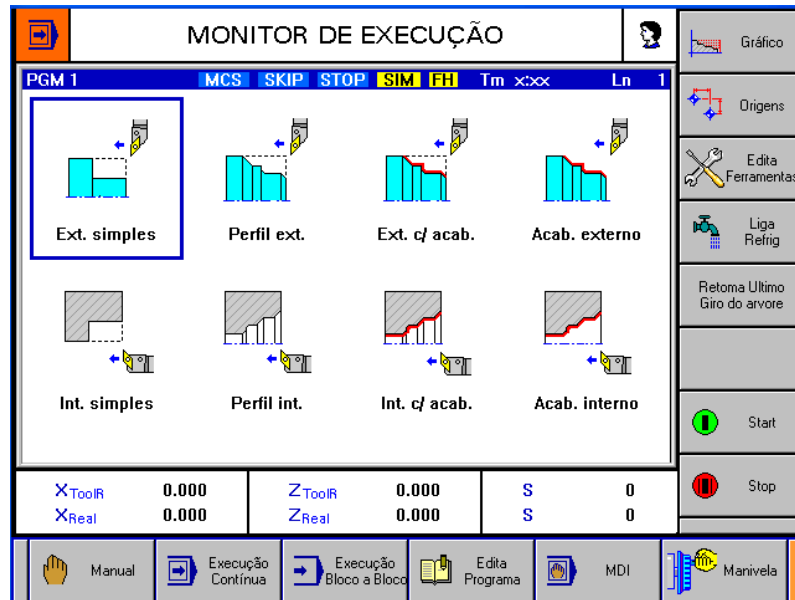 MONITOR DE EXECUÇÃO
PGM 1 MCS SKIP STOP SIM FH Tm x:xx Ln 1
Ext. simples Perfil ext. Ext. c/ acab. Acab. externo
Int. simples Perfil int. Int. c/ acab. Acab. interno
XToolR 0.000 ZToolR 0.000 S 0
XReal 0.000 ZReal 0.000 S 0
Gráfico
Origens
Edita
Ferramentas
Liga
Refrig
Retoma Ultimo
Giro do arvore
Start
Stop
Manual
Execução
Contínua
Execução
Bloco a Bloco
Edita
Programa
MDI
Manivela